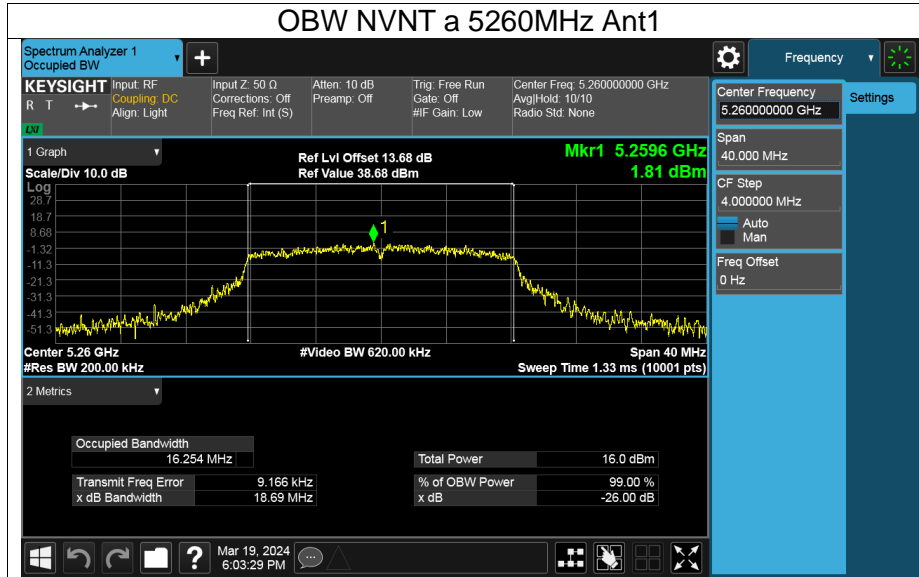 OBW NVNT a 5260MHz Ant1
Spectrum Analyzer 1
Occupied BW
+
Frequency
KEYSIGHT
R T
LXI
Input: RF
Coupling: DC
Align: Light
Input Z: 50 Ω
Corrections: Off
Freq Ref: Int (S)
Atten: 10 dB
Preamp: Off
Trig: Free Run
Gate: Off
#IF Gain: Low
Center Freq: 5.260000000 GHz
Avg|Hold: 10/10
Radio Std: None
Center Frequency
5.260000000 GHz
Settings
Span
40.000 MHz
CF Step
4.000000 MHz
Auto
Man
Freq Offset
0 Hz
1 Graph
Scale/Div 10.0 dB
Ref Lvl Offset 13.68 dB
Ref Value 38.68 dBm
Mkr1 5.2596 GHz
1.81 dBm
Log
28.7
18.7
8.68
-1.32
-11.3
-21.3
-31.3
-41.3
-51.3
1
Center 5.26 GHz
#Res BW 200.00 kHz
#Video BW 620.00 kHz
Span 40 MHz
Sweep Time 1.33 ms (10001 pts)
2 Metrics
Occupied Bandwidth
16.254 MHz
Total Power 16.0 dBm
Transmit Freq Error 9.166 kHz
% of OBW Power 99.00 %
x dB Bandwidth 18.69 MHz
x dB -26.00 dB
?
Mar 19, 2024
6:03:29 PM